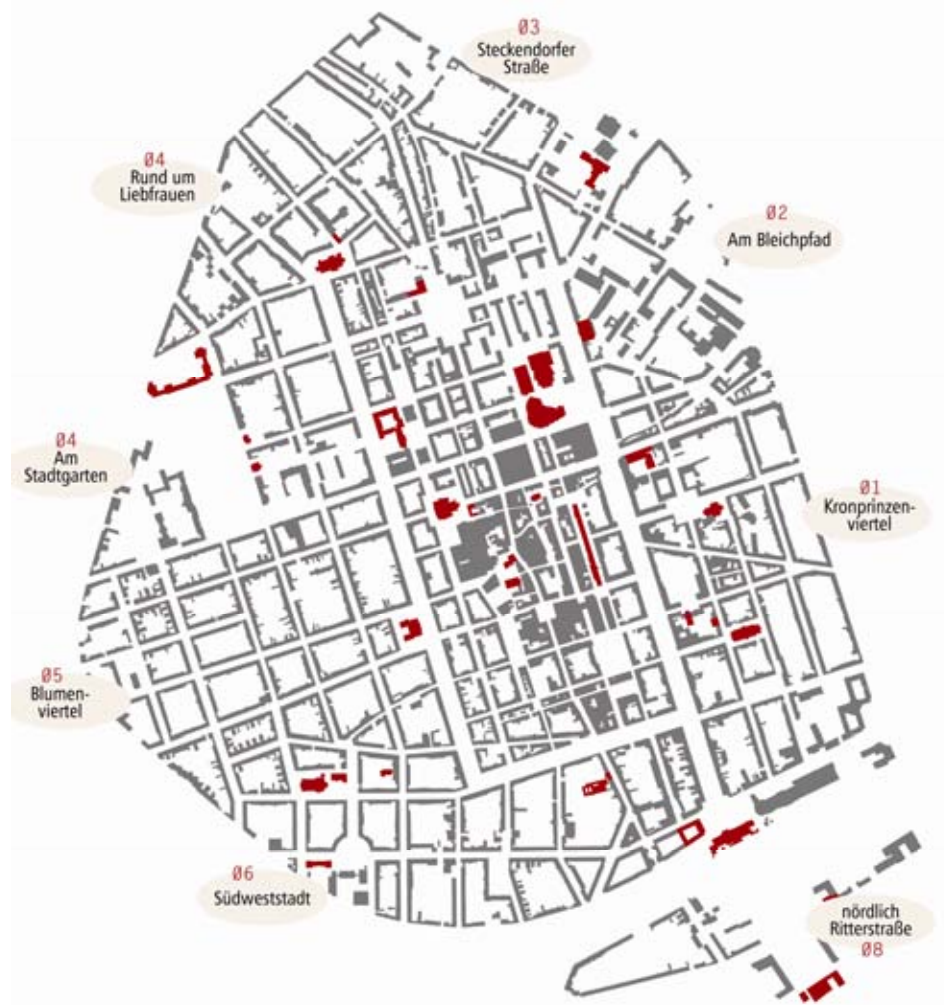 Ø3
Steckendorfer
Straße
Ø4
Rund um
Liebfrauen
Ø2
Am Bleichpfad
Ø4
Am
Stadtgarten
Ø1
Kronprinzen-
viertel
Ø5
Blumen-
viertel
Ø6
Südweststadt
nördlich
Ritterstraße
Ø8